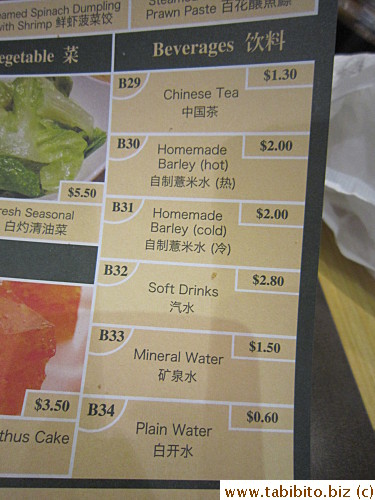 eamed Spinach Dumpling
with Shrimp 鲜虾菠菜饺
Prawn Paste 百花酿
egetable 菜
$5.50
resh Seasonal
白灼清油菜
$3.50
thus Cake
Beverages 饮料
B29
$1.30
Chinese Tea
中国茶
B30
$2.00
Homemade
Barley (hot)
自制薏米水 (热)
B31
$2.00
Homemade
Barley (cold)
自制薏米水 (冷)
B32
$2.80
Soft Drinks
汽水
B33
$1.50
Mineral Water
矿泉水
B34
$0.60
Plain Water
白开水
www.tabibito.biz (c)